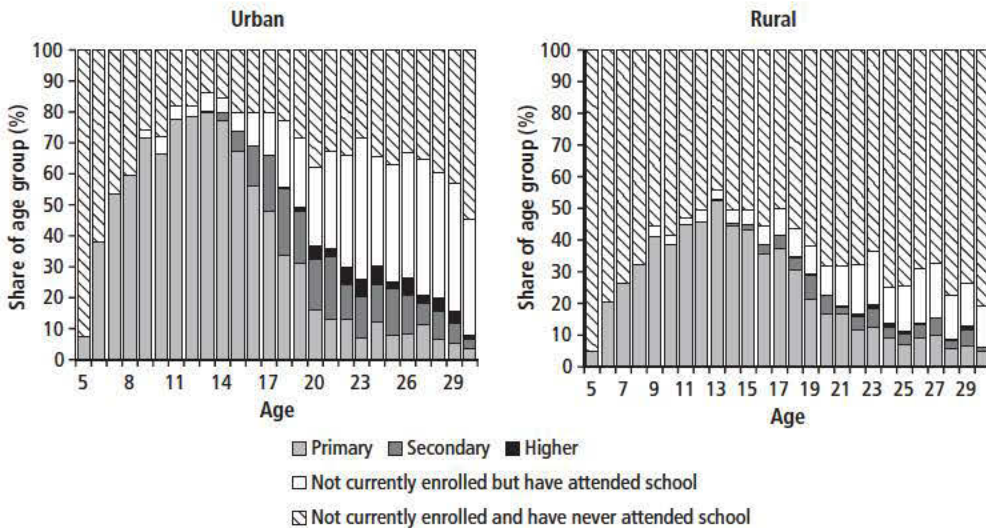 Urban
Rural
Share of age group (%)
100
90
80
70
60
50
40
30
20
10
0
5 8 11 14 17 20 23 26 29
Age
Share of age group (%)
100
90
80
70
60
50
40
30
20
10
0
5 7 9 11 13 15 17 19 21 23 25 27 29
Age
Primary Secondary Higher
Not currently enrolled but have attended school
Not currently enrolled and have never attended school